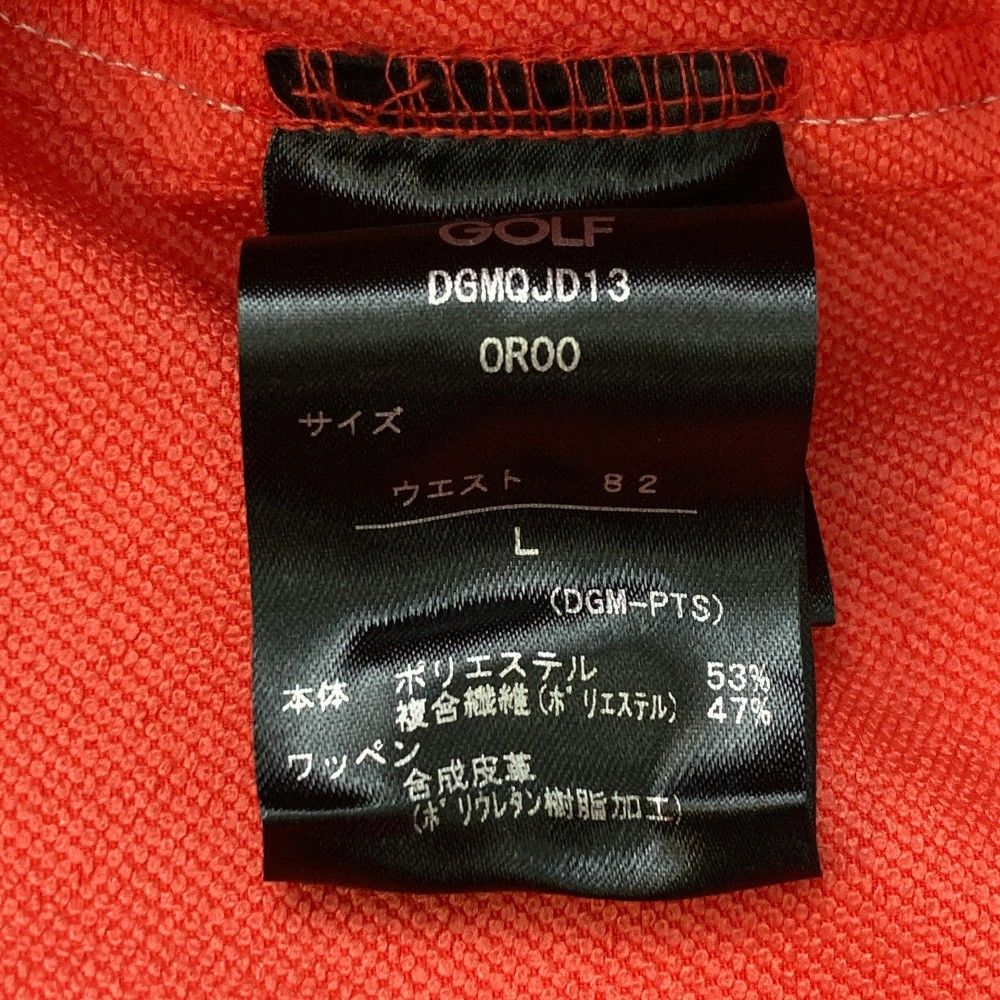 GOLF
DGMQJD13
OR00
サイズ
ウエスト 82
L
(DGM-PTS)
本体 ポリエステル 53%
複合繊維(ポリエステル) 47%
ワッペン 合成皮革
(ポリウレタン樹脂加工)